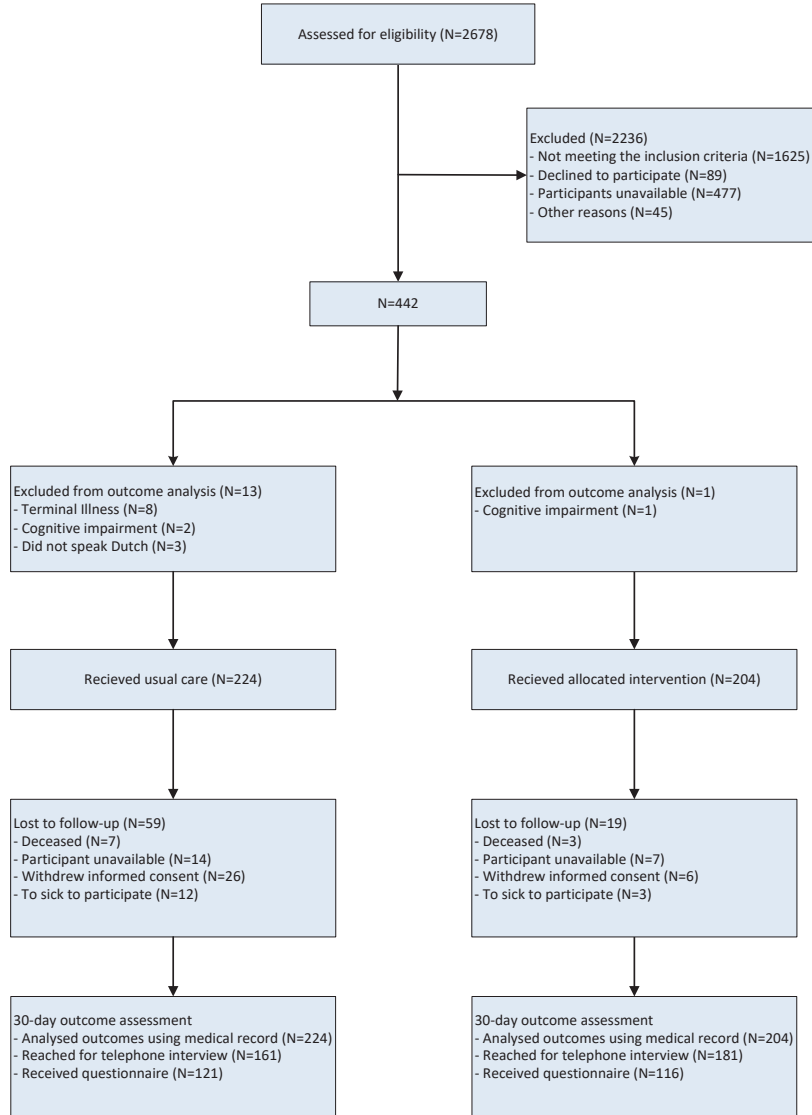 Assessed for eligibility (N=2678)
Excluded (N=2236)
- Not meeting the inclusion criteria (N=1625)
- Declined to participate (N=89)
- Participants unavailable (N=477)
- Other reasons (N=45)
N=442
Excluded from outcome analysis (N=13)
- Terminal Illness (N=8)
- Cognitive impairment (N=2)
- Did not speak Dutch (N=3)
Excluded from outcome analysis (N=1)
- Cognitive impairment (N=1)
Recieved usual care (N=224)
Recieved allocated intervention (N=204)
Lost to follow-up (N=59)
- Deceased (N=7)
- Participant unavailable (N=14)
- Withdrew informed consent (N=26)
- To sick to participate (N=12)
Lost to follow-up (N=19)
- Deceased (N=3)
- Participant unavailable (N=7)
- Withdrew informed consent (N=6)
- To sick to participate (N=3)
30-day outcome assessment
- Analysed outcomes using medical record (N=224)
- Reached for telephone interview (N=161)
- Received questionnaire (N=121)
30-day outcome assessment
- Analysed outcomes using medical record (N=204)
- Reached for telephone interview (N=181)
- Received questionnaire (N=116)